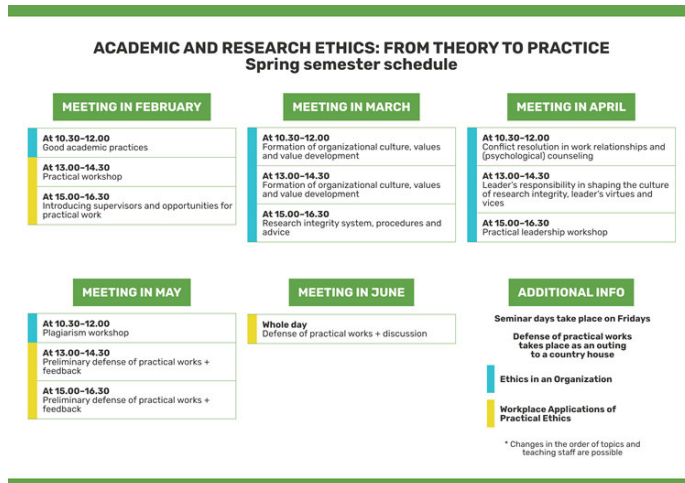 ACADEMIC AND RESEARCH ETHICS: FROM THEORY TO PRACTICE
Spring semester schedule
MEETING IN FEBRUARY
At 10.30–12.00
Good academic practices
At 13.00–14.30
Practical workshop
At 15.00–16.30
Introducing supervisors and opportunities for
practical work
MEETING IN MARCH
At 10.30–12.00
Formation of organizational culture, values
and value development
At 13.00–14.30
Formation of organizational culture, values
and value development
At 15.00–16.30
Research integrity system, procedures and
advice
MEETING IN APRIL
At 10.30–12.00
Conflict resolution in work relationships and
(psychological) counseling
At 13.00–14.30
Leader's responsibility in shaping the culture
of research integrity, leader's virtues and
vices
At 15.00–16.30
Practical leadership workshop
MEETING IN MAY
At 10.30–12.00
Plagiarism workshop
At 13.00–14.30
Preliminary defense of practical works +
feedback
At 15.00–16.30
Preliminary defense of practical works +
feedback
MEETING IN JUNE
Whole day
Defense of practical works + discussion
ADDITIONAL INFO
Seminar days take place on Fridays
Defense of practical works
takes place as an outing
to a country house
Ethics in an Organization
Workplace Applications of
Practical Ethics
* Changes in the order of topics and
teaching staff are possible